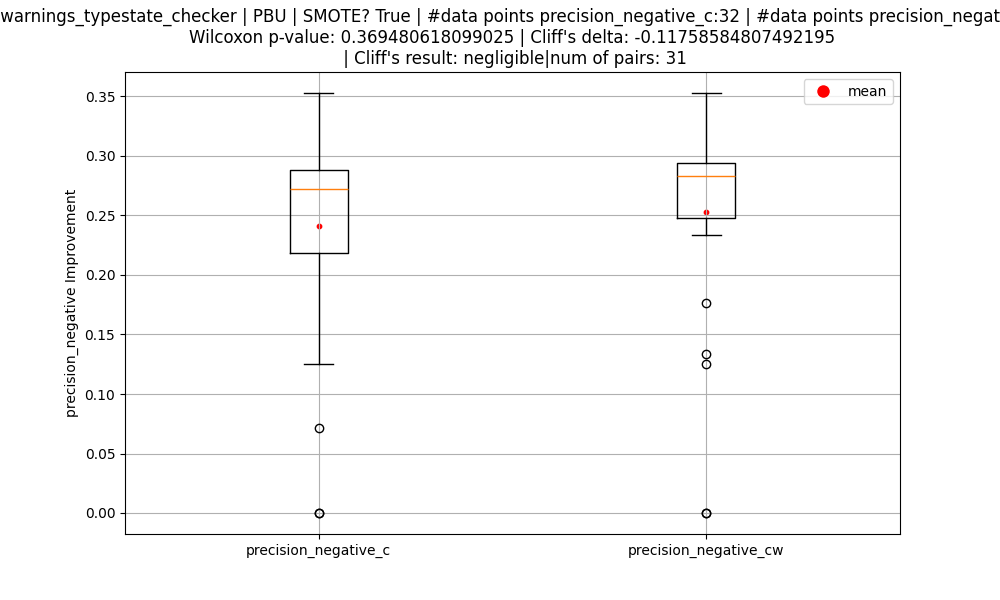 warnings_typestate_checker | PBU | SMOTE? True | #data points precision_negative_c:32 | #data points precision_negat
Wilcoxon p-value: 0.369480618099025 | Cliff's delta: -0.11758584807492195
| Cliff's result: negligible|num of pairs: 31
mean
0.35
0.30
0.25
0.20
0.15
0.10
0.05
0.00
precision_negative Improvement
precision_negative_c
precision_negative_cw